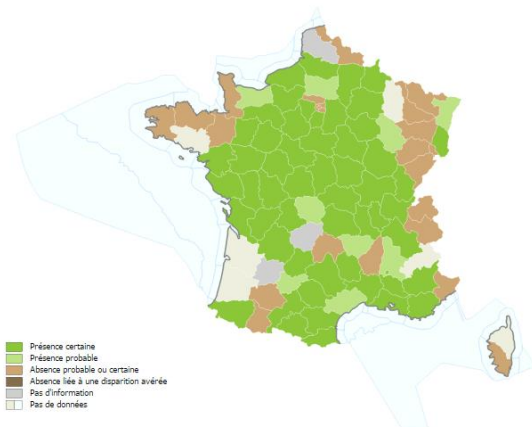 Présence certaine
Présence probable
Absence probable ou certaine
Absence liée à une disparition avérée
Pas d'information
Pas de données